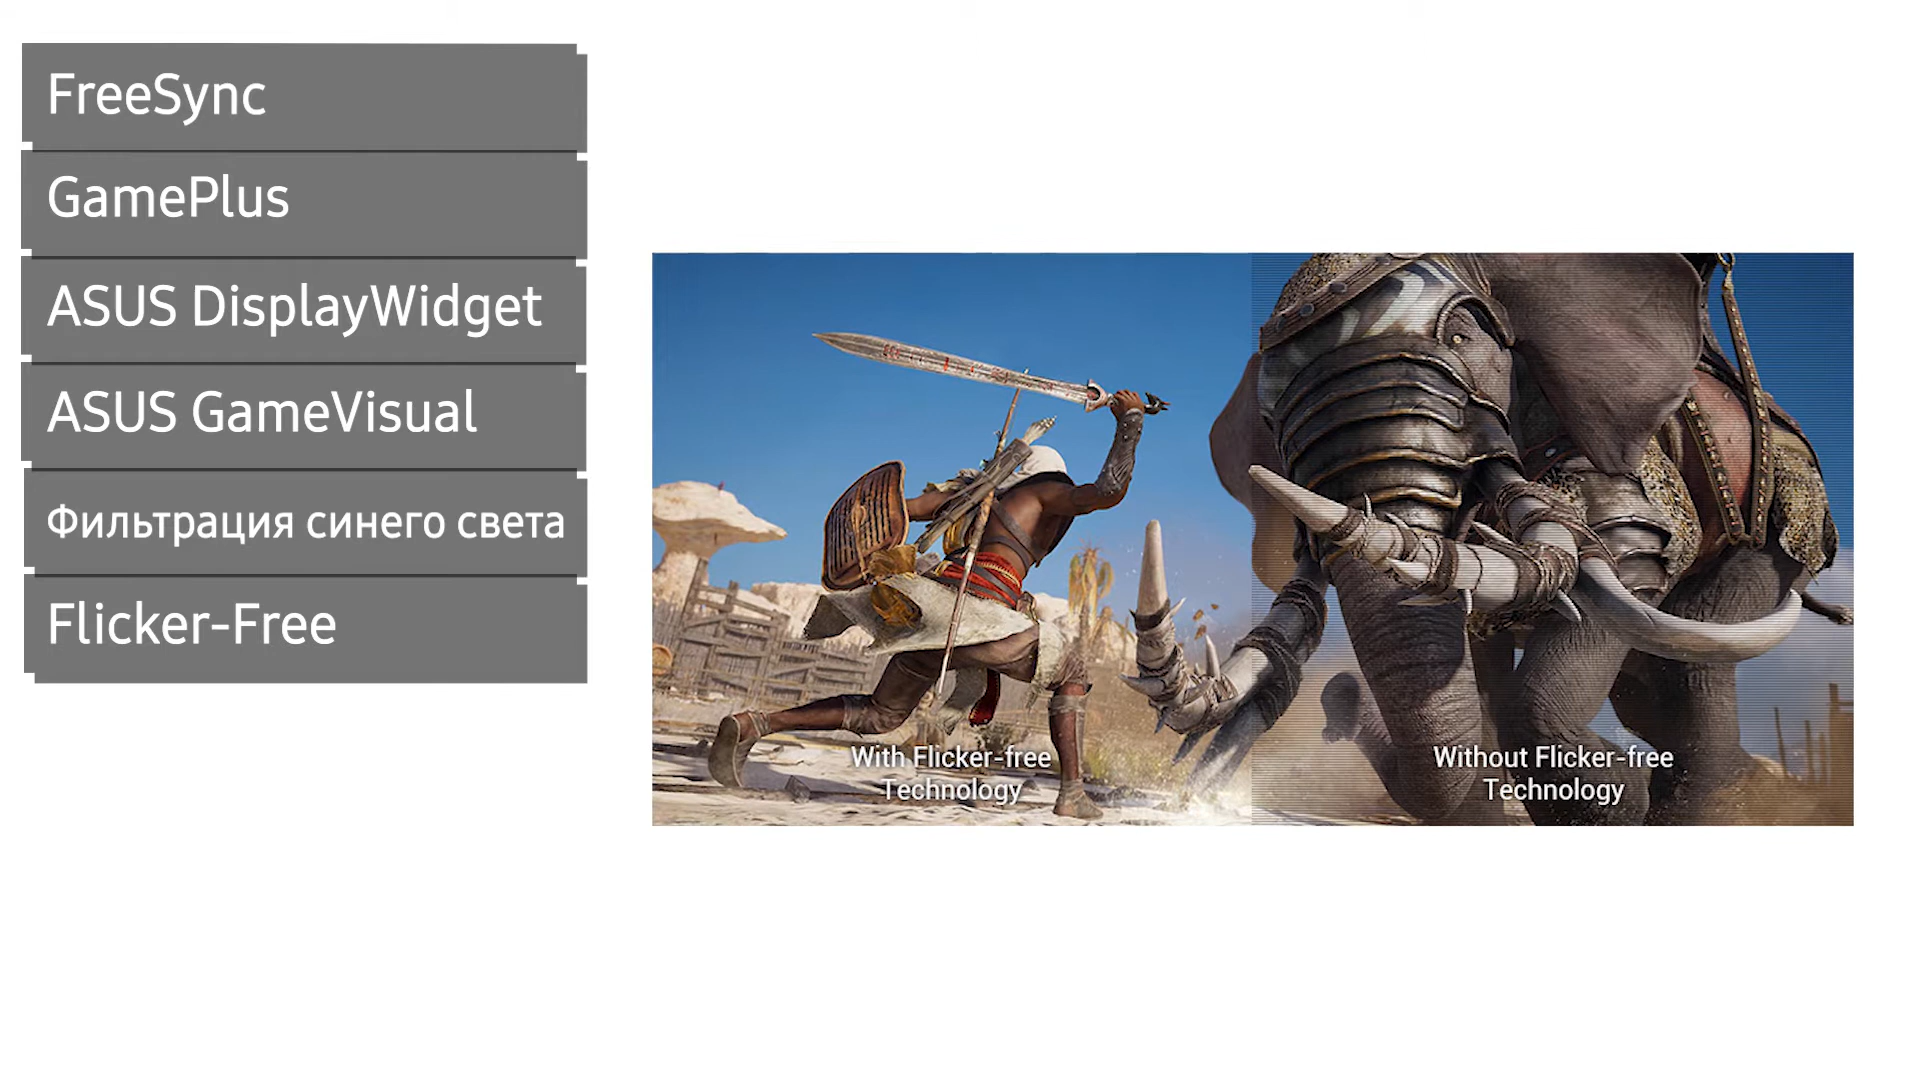 FreeSync
GamePlus
ASUS DisplayWidget
ASUS GameVisual
Фильтрация синего света
Flicker-Free
With Flicker-free
Technology
Without Flicker-free
Technology